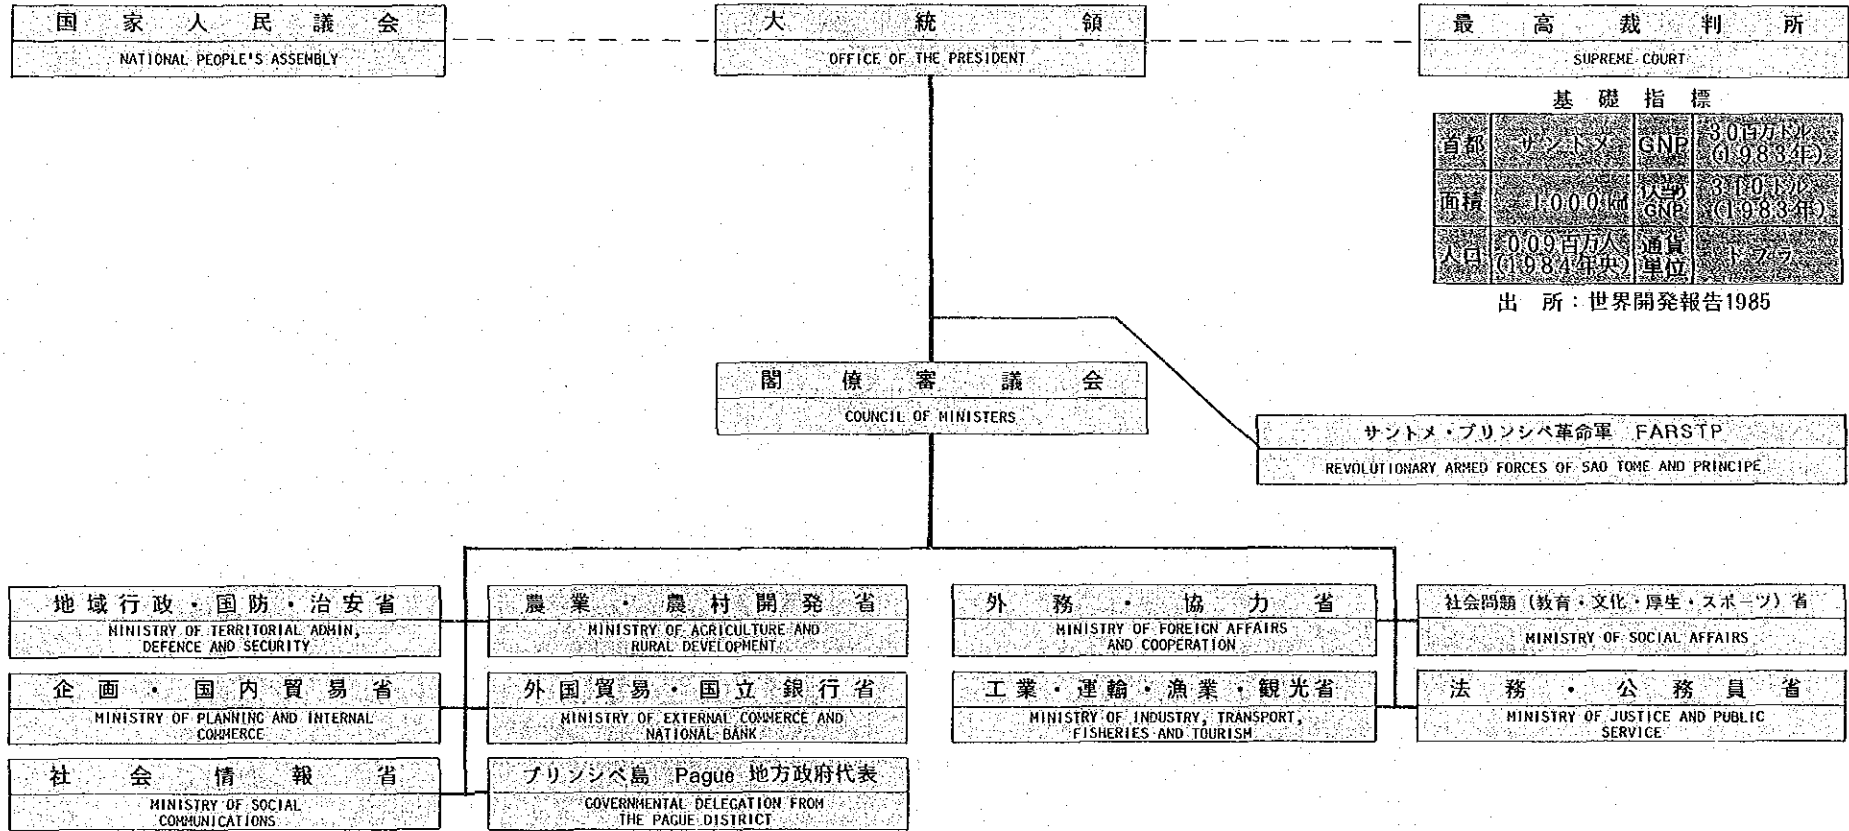 国家人民議会
NATIONAL PEOPLE'S ASSEMBLY
大統領
OFFICE OF THE PRESIDENT
最高裁判所
SUPREME COURT
基礎指標
首都 サントメ GNP 30百万ドル (1983年)
面積 1000km² 1人当り GNP 310ドル (1983年)
人口 0.09百万人 (1984年央) 通貨単位 ドブラ
出 所：世界開発報告1985
閣僚審議会
COUNCIL OF MINISTERS
サントメ・プリンシペ革命軍 FARSTP
REVOLUTIONARY ARMED FORCES OF SAO TOME AND PRINCIPE
地域行政・国防・治安省
MINISTRY OF TERRITORIAL ADMIN,
DEFENCE AND SECURITY
農業・農村開発省
MINISTRY OF AGRICULTURE AND
RURAL DEVELOPMENT
外務・協力省
MINISTRY OF FOREIGN AFFAIRS
AND COOPERATION
社会問題（教育・文化・厚生・スポーツ）省
MINISTRY OF SOCIAL AFFAIRS
企画・国内貿易省
MINISTRY OF PLANNING AND INTERNAL
COMMERCE
外国貿易・国立銀行省
MINISTRY OF EXTERNAL COMMERCE AND
NATIONAL BANK
工業・運輸・漁業・観光省
MINISTRY OF INDUSTRY, TRANSPORT,
FISHERIES AND TOURISM
法務・公務員省
MINISTRY OF JUSTICE AND PUBLIC
SERVICE
社会情報省
MINISTRY OF SOCIAL
COMMUNICATIONS
プリンシペ島 Pague 地方政府代表
GOVERNMENTAL DELEGATION FROM
THE PAGUE DISTRICT